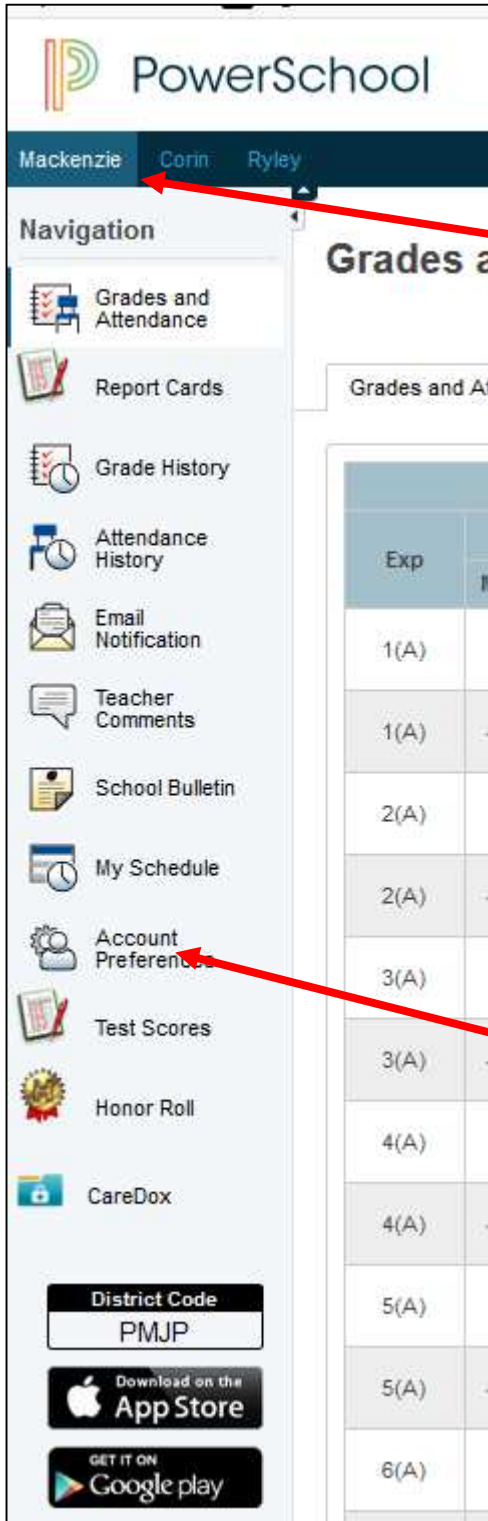 PowerSchool
Mackenzie Corin Ryley
Navigation
Grades and
Attendance
Report Cards
Grade History
Attendance
History
Email
Notification
Teacher
Comments
School Bulletin
My Schedule
Account
Preferences
Test Scores
Honor Roll
CareDox
District Code
PMJP
Download on the
App Store
GET IT ON
Google play
Grades
Grades and
Exp
1(A)
1(A)
2(A)
2(A)
3(A)
3(A)
4(A)
4(A)
5(A)
5(A)
6(A)